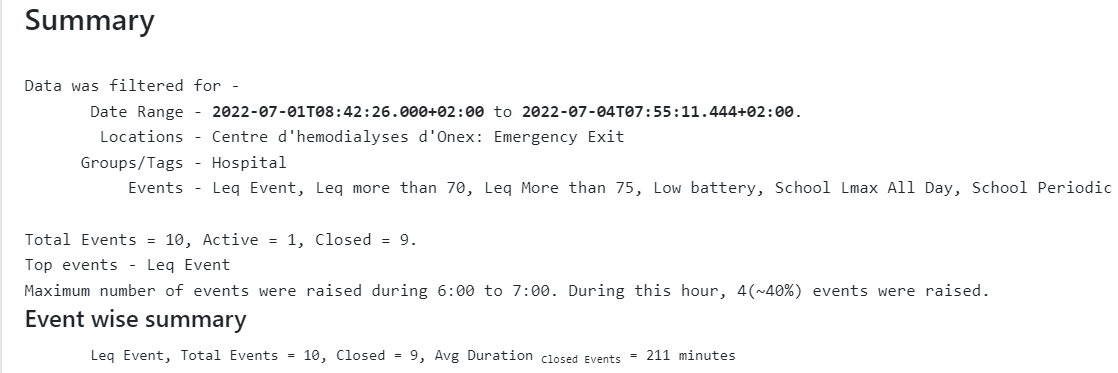 Summary
Data was filtered for -
Date Range - 2022-07-01T08:42:26.000+02:00 to 2022-07-04T07:55:11.444+02:00.
Locations - Centre d'hemodialyses d'Onex: Emergency Exit
Groups/Tags - Hospital
Events - Leq Event, Leq more than 70, Leq More than 75, Low battery, School Lmax All Day, School Periodic
Total Events = 10, Active = 1, Closed = 9.
Top events - Leq Event
Maximum number of events were raised during 6:00 to 7:00. During this hour, 4(~40%) events were raised.
Event wise summary
Leq Event, Total Events = 10, Closed = 9, Avg Duration Closed Events = 211 minutes